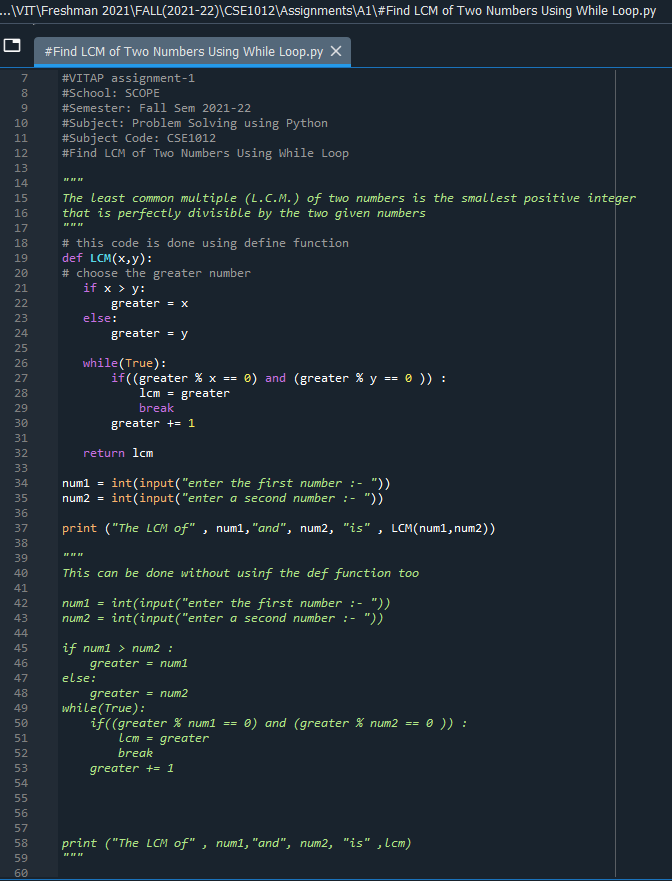 ...\VIT\Freshman 2021\FALL(2021-22)\CSE1012\Assignments\A1\#Find LCM of Two Numbers Using While Loop.py
#Find LCM of Two Numbers Using While Loop.py
7 #VITAP assignment-1
8 #School: SCOPE
9 #Semester: Fall Sem 2021-22
10 #Subject: Problem Solving using Python
11 #Subject Code: CSE1012
12 #Find LCM of Two Numbers Using While Loop
13
14 """
15 The least common multiple (L.C.M.) of two numbers is the smallest positive integer
16 that is perfectly divisible by the two given numbers
17 """
18 # this code is done using define function
19 def LCM(x,y):
20 # choose the greater number
21    if x > y:
22        greater = x
23    else:
24        greater = y
25
26    while(True):
27        if((greater % x == 0) and (greater % y == 0 )) :
28            lcm = greater
29            break
30        greater += 1
31
32    return lcm
33
34 num1 = int(input("enter the first number :- "))
35 num2 = int(input("enter a second number :- "))
36
37 print ("The LCM of" , num1,"and", num2, "is" , LCM(num1,num2))
38
39 """
40 This can be done without usinf the def function too
41
42 num1 = int(input("enter the first number :- "))
43 num2 = int(input("enter a second number :- "))
44
45 if num1 > num2 :
46     greater = num1
47 else:
48     greater = num2
49 while(True):
50     if((greater % num1 == 0) and (greater % num2 == 0 )) :
51         lcm = greater
52         break
53     greater += 1
54
55
56
57
58 print ("The LCM of" , num1,"and", num2, "is" ,lcm)
59 """
60